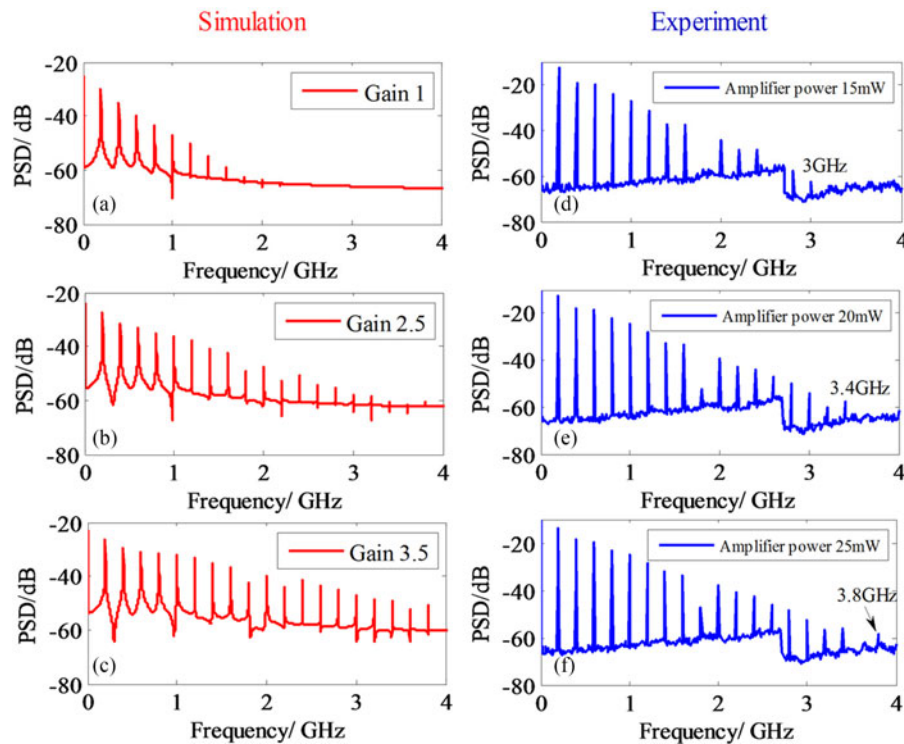 Simulation
Experiment
-20
-40
-60
-80
PSD/ dB
Gain 1
(a)
0
1
2
3
4
Frequency/ GHz
-20
-40
-60
-80
PSD/ dB
Amplifier power 15mW
3GHz
(d)
0
1
2
3
4
Frequency/ GHz
-20
-40
-60
-80
PSD/dB
Gain 2.5
(b)
0
1
2
3
4
Frequency/ GHz
-20
-40
-60
-80
PSD/dB
Amplifier power 20mW
3.4GHz
(e)
0
1
2
3
4
Frequency/ GHz
-20
-40
-60
-80
PSD/dB
Gain 3.5
(c)
0
1
2
3
4
Frequency/ GHz
-20
-40
-60
-80
PSD/dB
Amplifier power 25mW
3.8GHz
(f)
0
1
2
3
4
Frequency/ GHz